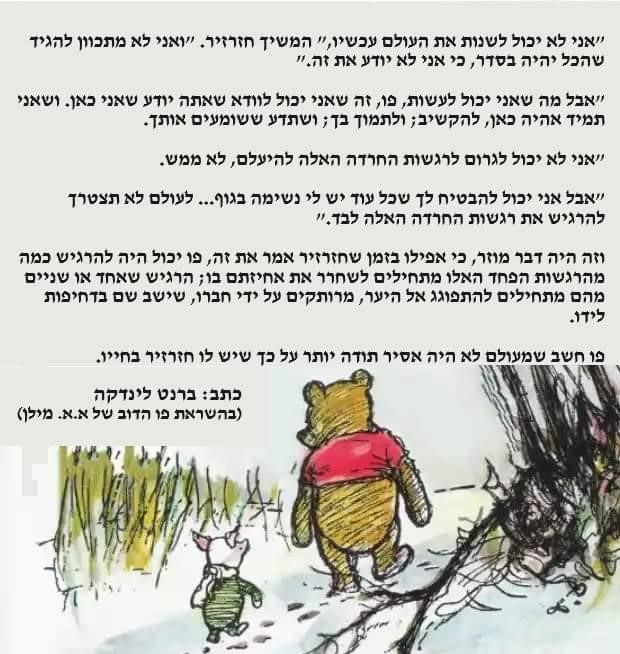 "אני לא יכול לשנות את העולם עכשיו," המשיך חזרזיר. "ואני לא מתכוון להגיד
שהכל יהיה בסדר, כי אני לא יודע את זה."
"אבל מה שאני יכול לעשות, פו, זה שאני יכול לוודא שאתה יודע שאני כאן. ושאני
תמיד אהיה כאן, להקשיב; ולתמוך בך; ושתדע ששומעים אותך.
"אני לא יכול לגרום לרגשות החרדה האלה להיעלם, לא ממש.
"אבל אני יכול להבטיח לך שכל עוד יש לי נשימה בגוף... לעולם לא תצטרך
להרגיש את רגשות החרדה האלה לבד."
וזה היה דבר מוזר, כי אפילו בזמן שחזרזיר אמר את זה, פו יכול היה להרגיש כמה
מהרגשות הפחד האלו מתחילים לשחרר את אחיזתם בו; הרגיש שאחד או שניים
מהם מתחילים להתפוגג אל היער, מרותקים על ידי חברו, שישב שם בדחיפות
לידו.
פו חשב שמעולם לא היה אסיר תודה יותר על כך שיש לו חזרזיר בחייו.
כתב: ברנט לינדקה
(בהשראת פו הדוב של א.א. מילן)